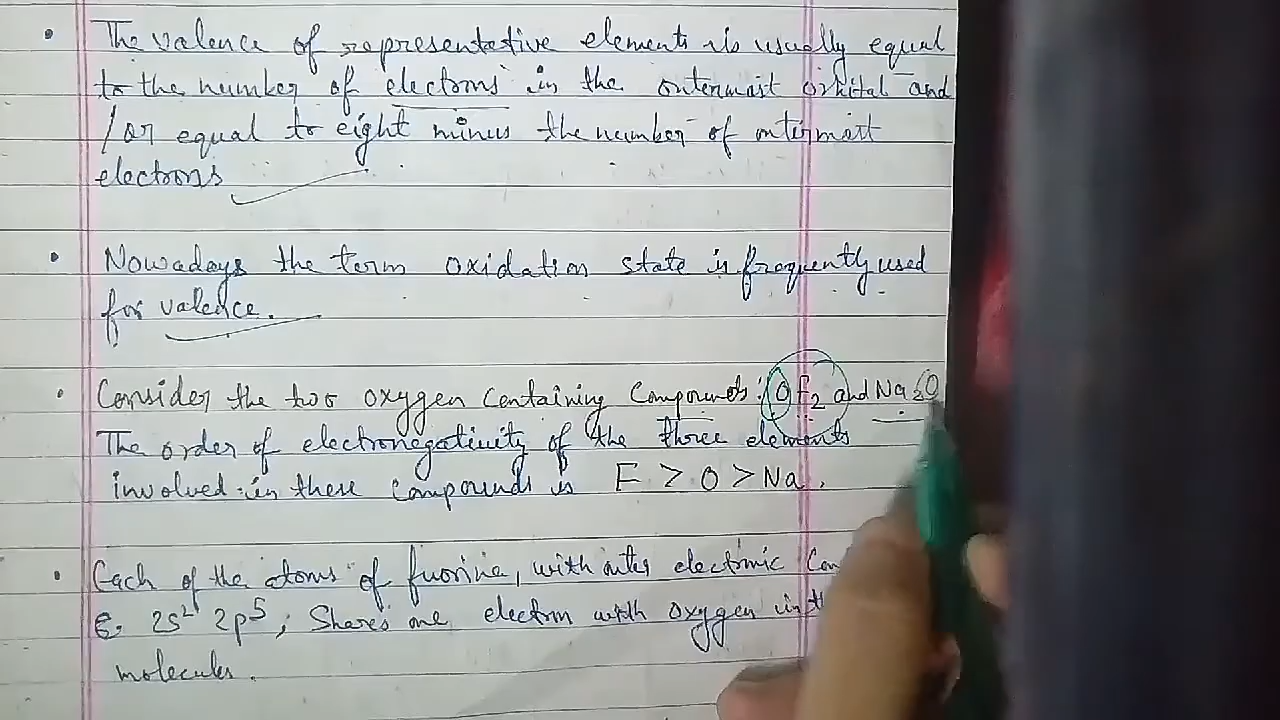 The valence of representative elements is usually equal
to the number of electrons in the outermost orbital and
/or equal to eight minus the number of outermost
electrons
Nowadays the term oxidation state is frequently used
for valence.
Consider the two oxygen containing compounds: OF2 and Na2O
The order of electronegativity of the three elements
involved in these compounds is F > O > Na.
Each of the atoms of fuorine, with outer electronic Con
2s² 2p⁵; Shares one electron with oxygen in th
molecules.